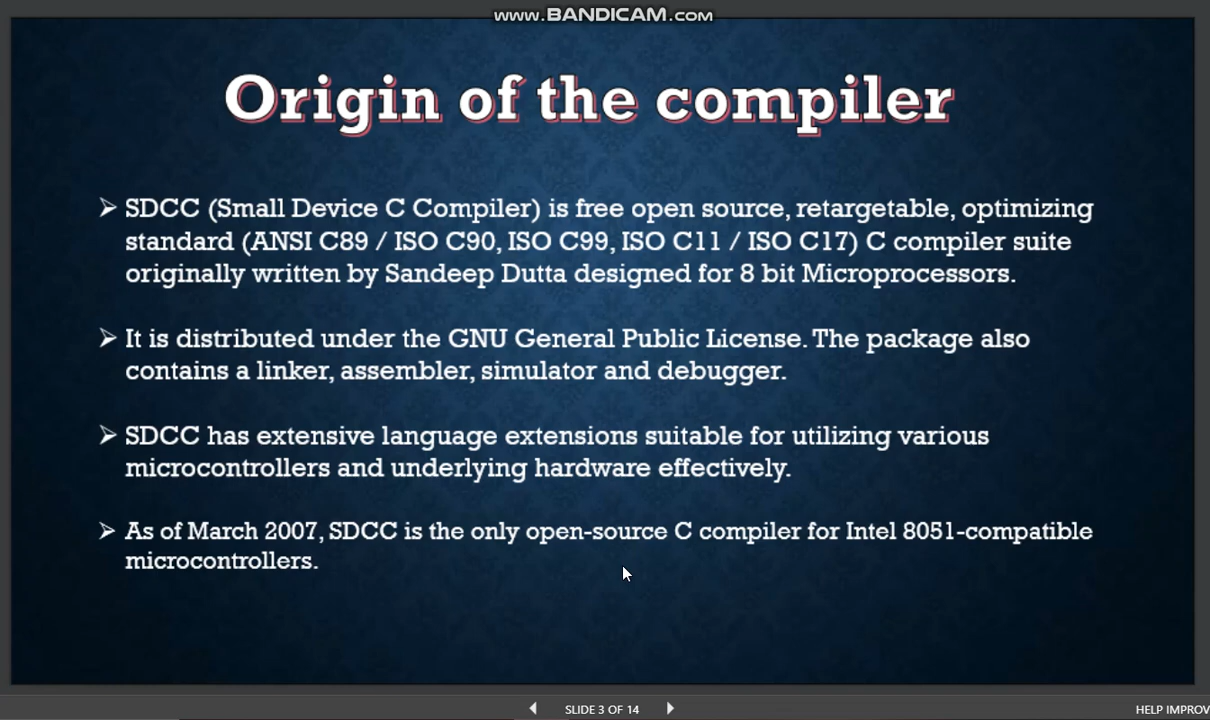 www.BANDICAM.com
Origin of the compiler
➢ SDCC (Small Device C Compiler) is free open source, retargetable, optimizing
standard (ANSI C89 / ISO C90, ISO C99, ISO C11 / ISO C17) C compiler suite
originally written by Sandeep Dutta designed for 8 bit Microprocessors.
➢ It is distributed under the GNU General Public License. The package also
contains a linker, assembler, simulator and debugger.
➢ SDCC has extensive language extensions suitable for utilizing various
microcontrollers and underlying hardware effectively.
➢ As of March 2007, SDCC is the only open-source C compiler for Intel 8051-compatible
microcontrollers.
SLIDE 3 OF 14
HELP IMPROV